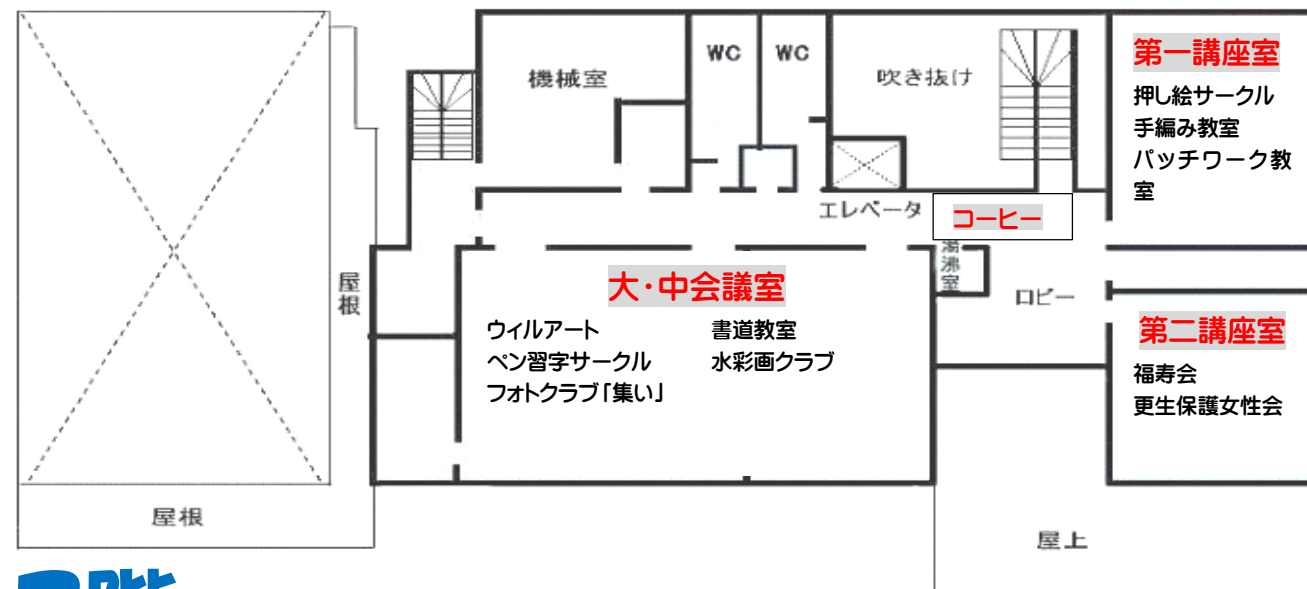 機械室
WC
WC
吹き抜け
第一講座室
押し絵サークル
手編み教室
パッチワーク教
室
エレベータ
コーヒー
湯沸室
ロビー
屋根
大・中会議室
ウィルアート
書道教室
ペン習字サークル
水彩画クラブ
フォトクラブ「集い」
第二講座室
福寿会
更生保護女性会
屋根
屋上